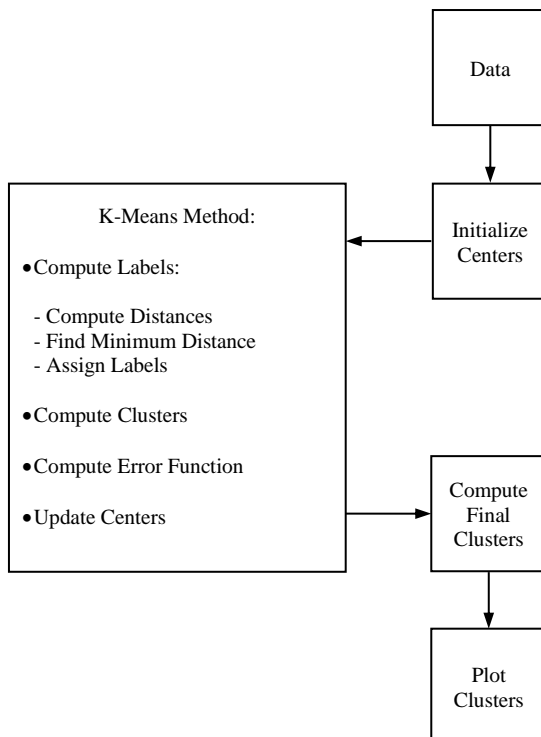 Data
Initialize
Centers
K-Means Method:
•Compute Labels:
- Compute Distances
- Find Minimum Distance
- Assign Labels
•Compute Clusters
•Compute Error Function
•Update Centers
Compute
Final
Clusters
Plot
Clusters